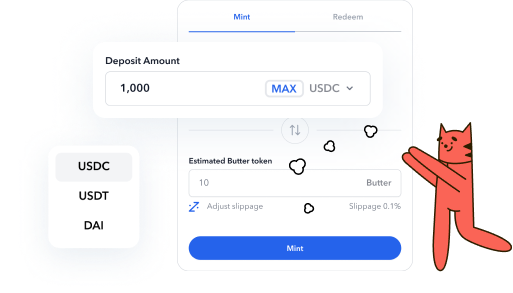 Mint Redeem
Deposit Amount
1,000 MAX USDC
Estimated Butter token
10 Butter
Adjust slippage Slippage 0.1%
Mint
USDC
USDT
DAI